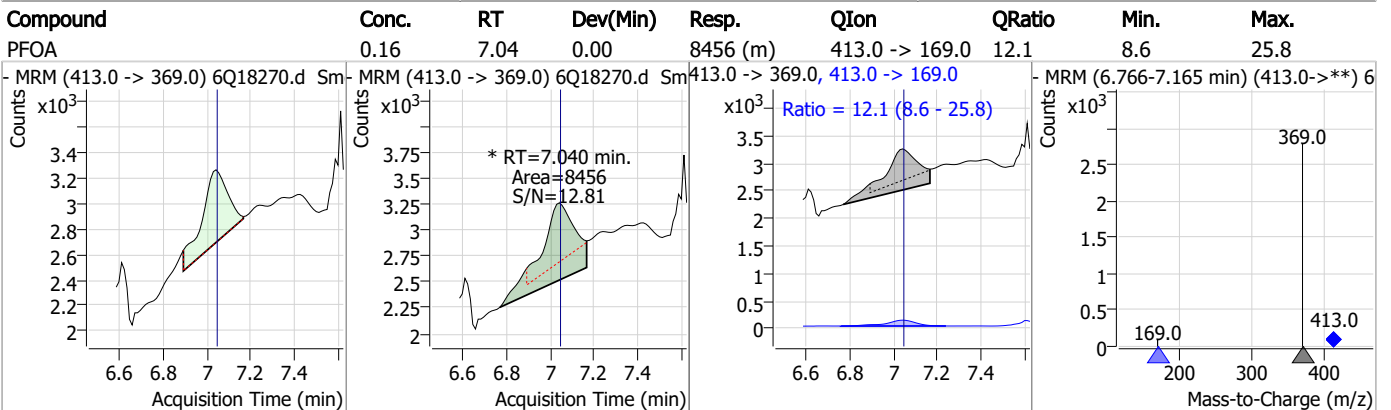 Compound Conc. RT Dev(Min) Resp. QIon QRatio Min. Max.
PFOA 0.16 7.04 0.00 8456 (m) 413.0 -> 169.0 12.1 8.6 25.8
- MRM (413.0 -> 369.0) 6Q18270.d Sm
Counts
x10³
3.4
3.2
3
2.8
2.6
2.4
2.2
2
6.6 6.8 7 7.2 7.4
Acquisition Time (min)
- MRM (413.0 -> 369.0) 6Q18270.d Sm
Counts
x10³
* RT=7.040 min.
Area=8456
S/N=12.81
3.75
3.5
3.25
3
2.75
2.5
2.25
2
6.6 6.8 7 7.2 7.4
Acquisition Time (min)
413.0 -> 369.0, 413.0 -> 169.0
Counts
x10³
Ratio = 12.1 (8.6 - 25.8)
3.5
3
2.5
2
1.5
1
0.5
0
6.6 6.8 7 7.2 7.4
Acquisition Time (min)
- MRM (6.766-7.165 min) (413.0->**) 6
Counts
x10³
369.0
2.5
2
1.5
1
0.5
0
169.0
413.0
200 300 400
Mass-to-Charge (m/z)